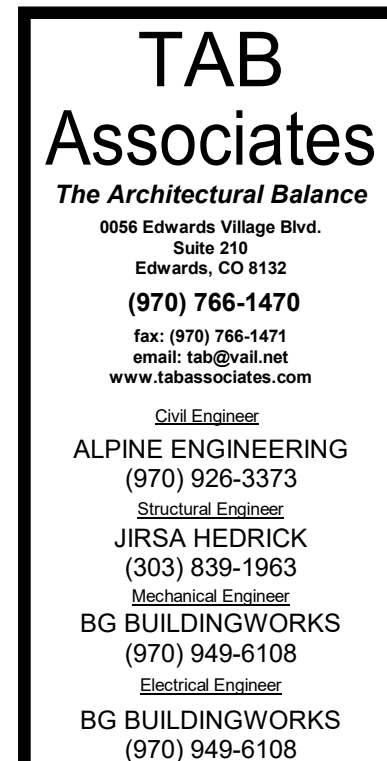 TAB
Associates
The Architectural Balance
0056 Edwards Village Blvd.
Suite 210
Edwards, CO 8132
(970) 766-1470
fax: (970) 766-1471
email: tab@vail.net
www.tabassociates.com
Civil Engineer
ALPINE ENGINEERING
(970) 926-3373
Structural Engineer
JIRSA HEDRICK
(303) 839-1963
Mechanical Engineer
BG BUILDINGWORKS
(970) 949-6108
Electrical Engineer
BG BUILDINGWORKS
(970) 949-6108